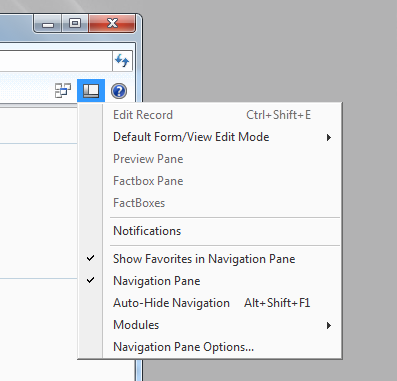 Edit Record Ctrl+Shift+E
Default Form/View Edit Mode
Preview Pane
Factbox Pane
FactBoxes
Notifications
Show Favorites in Navigation Pane
Navigation Pane
Auto-Hide Navigation Alt+Shift+F1
Modules
Navigation Pane Options...